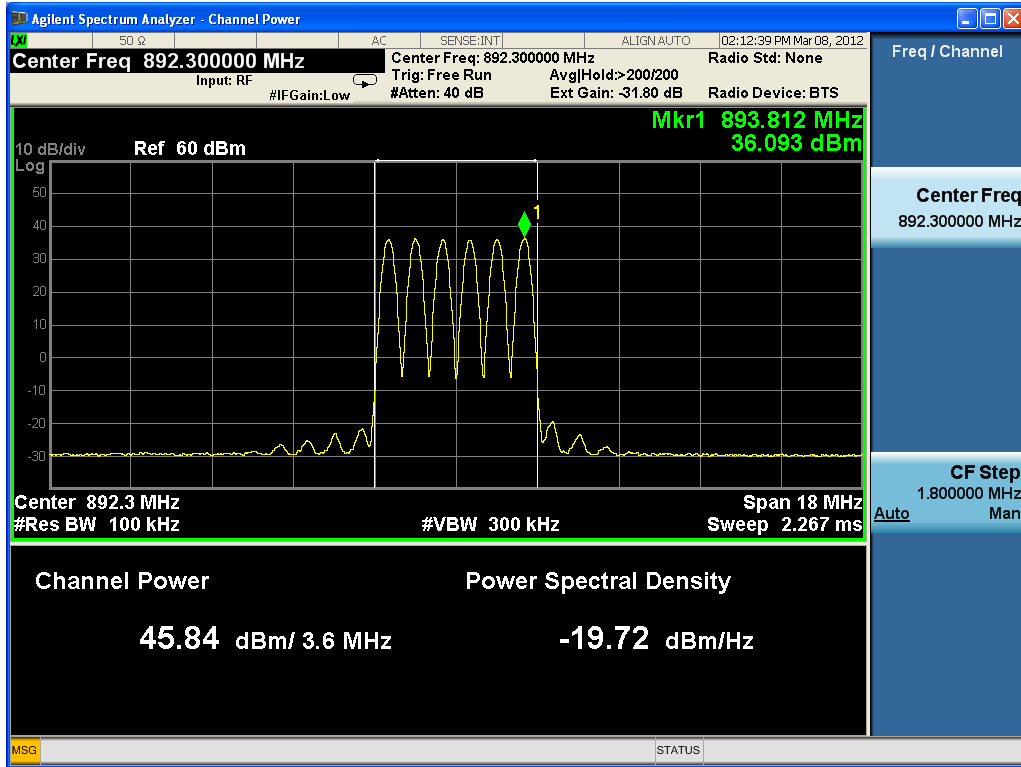 Agilent Spectrum Analyzer - Channel Power
LXI 50 Ω AC SENSE:INT ALIGN AUTO 02:12:39 PM Mar 08, 2012
Center Freq 892.300000 MHz
Input: RF
#IFGain:Low
Center Freq: 892.300000 MHz
Trig: Free Run Avg|Hold:>200/200
#Atten: 40 dB Ext Gain: -31.80 dB
Radio Std: None
Radio Device: BTS
Mkr1 893.812 MHz
36.093 dBm
10 dB/div Ref 60 dBm
Log
50
40
30
20
10
0
-10
-20
-30
1
Center 892.3 MHz Span 18 MHz
#Res BW 100 kHz #VBW 300 kHz Sweep 2.267 ms
Channel Power Power Spectral Density
45.84 dBm/ 3.6 MHz -19.72 dBm/Hz
Freq / Channel
Center Freq
892.300000 MHz
CF Step
1.800000 MHz
Auto Man
MSG STATUS